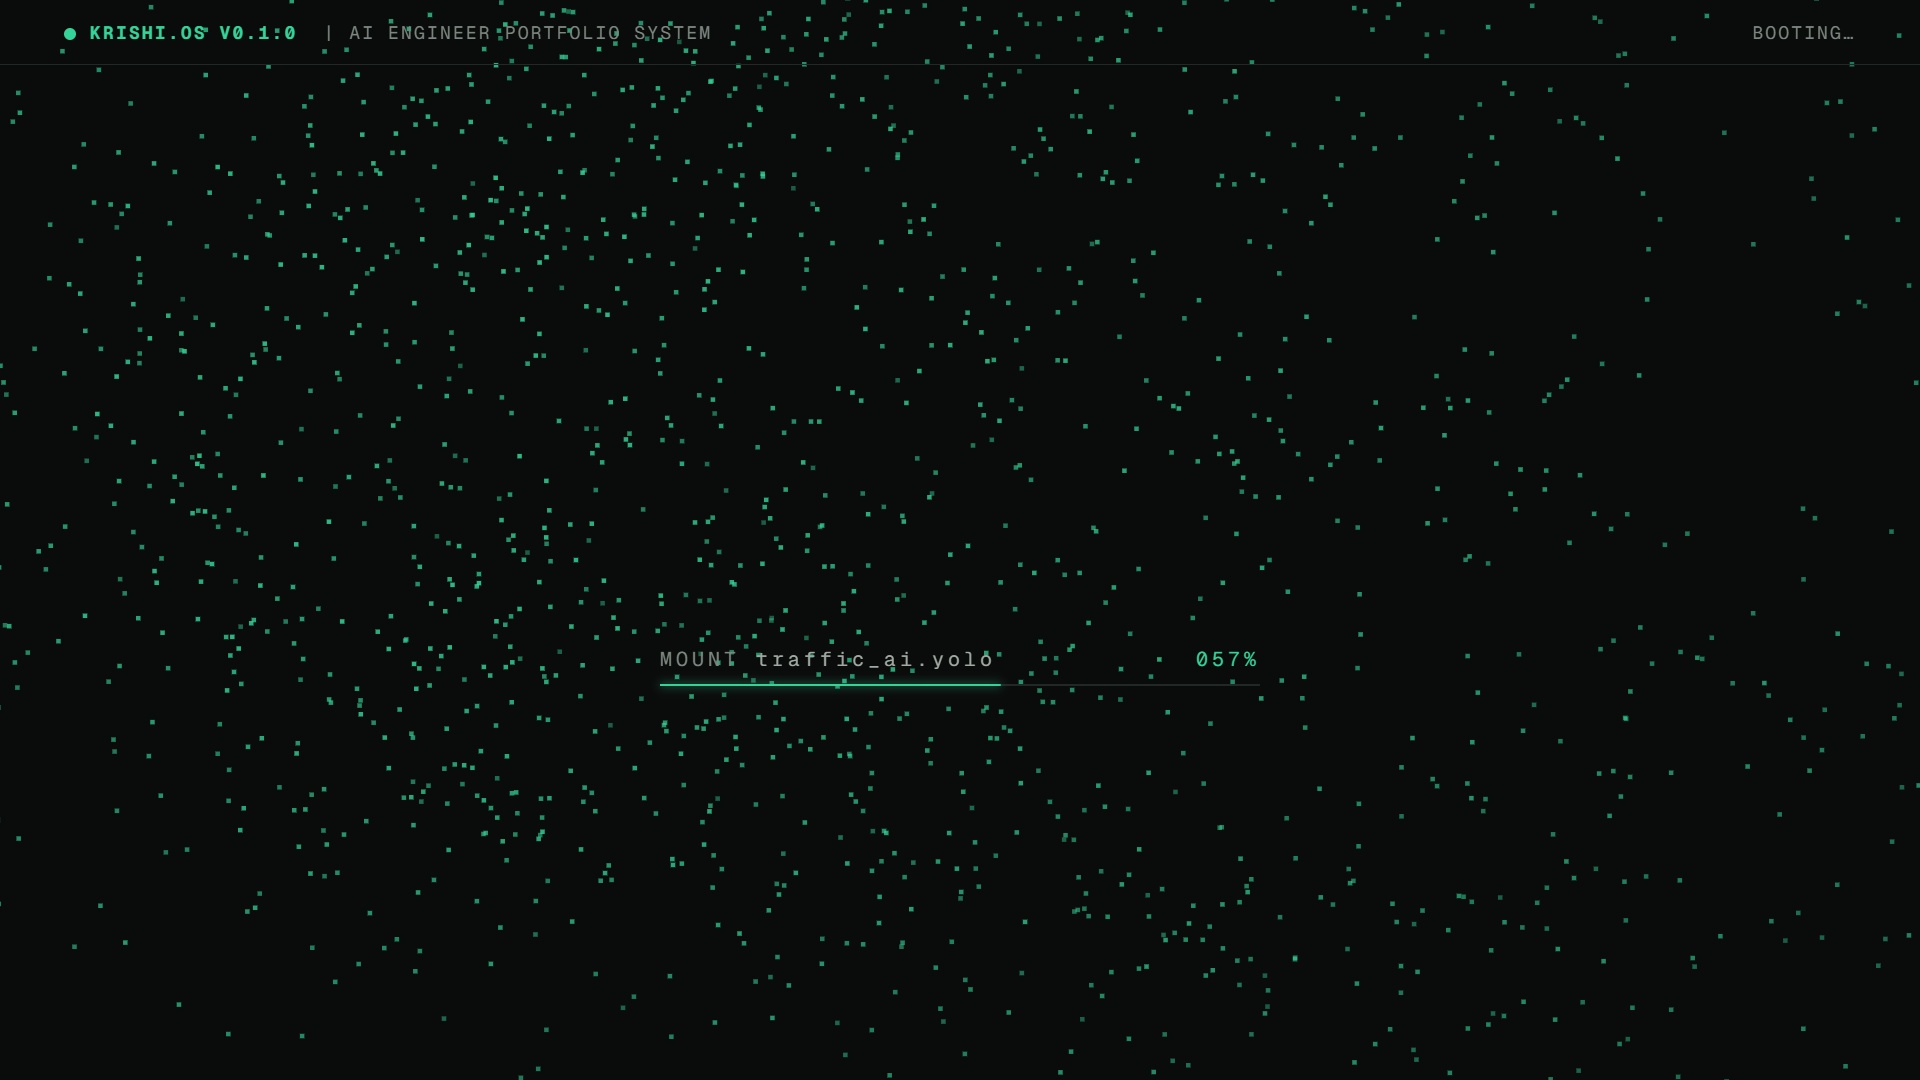 KRISHI.OS V0.1.0 | AI ENGINEER PORTFOLIO SYSTEM
BOOTING…
MOUNT traffic_ai.yolo 057%